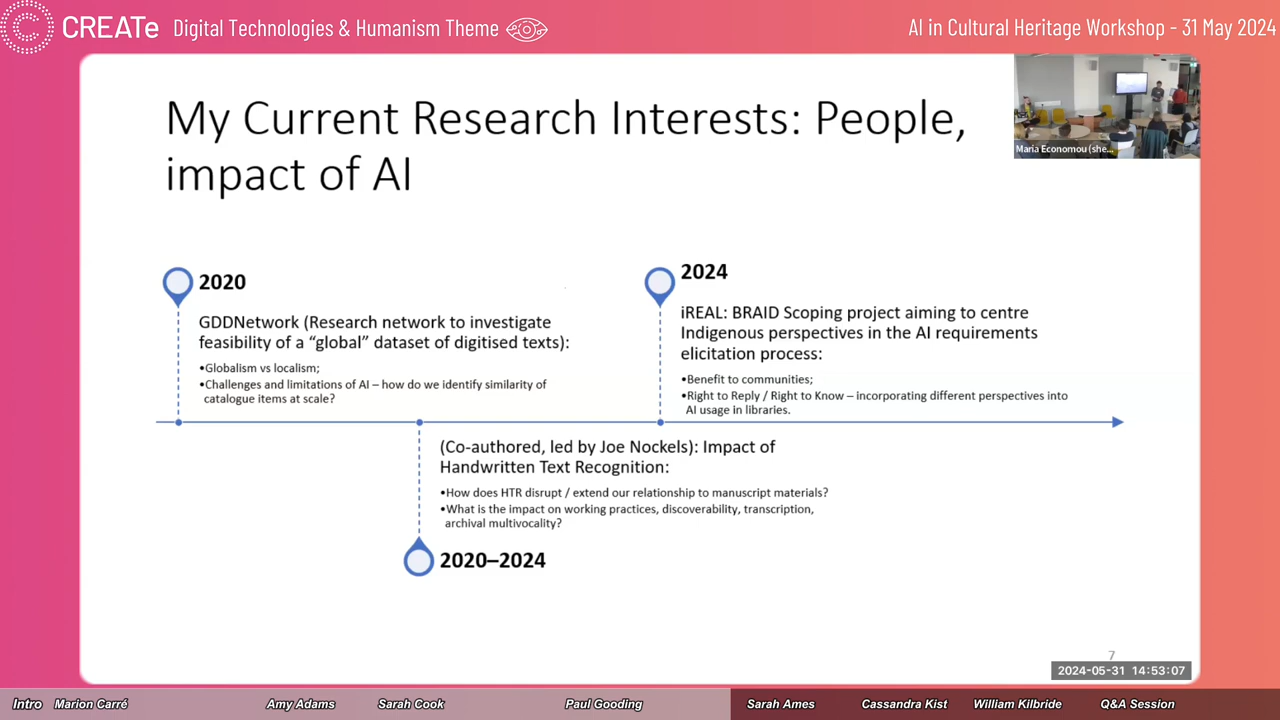 CREATe Digital Technologies & Humanism Theme
AI in Cultural Heritage Workshop - 31 May 2024
My Current Research Interests: People,
impact of AI
Maria Economou (she...
2020
GDDNetwork (Research network to investigate
feasibility of a “global” dataset of digitised texts):
•Globalism vs localism;
•Challenges and limitations of AI – how do we identify similarity of
catalogue items at scale?
2024
iREAL: BRAID Scoping project aiming to centre
Indigenous perspectives in the AI requirements
elicitation process:
•Benefit to communities;
•Right to Reply / Right to Know – incorporating different perspectives into
AI usage in libraries.
(Co-authored, led by Joe Nockels): Impact of
Handwritten Text Recognition:
•How does HTR disrupt / extend our relationship to manuscript materials?
•What is the impact on working practices, discoverability, transcription,
archival multivocality?
2020–2024
7
2024-05-31 14:53:07
Intro Marion Carré Amy Adams Sarah Cook Paul Gooding Sarah Ames Cassandra Kist William Kilbride Q&A Session